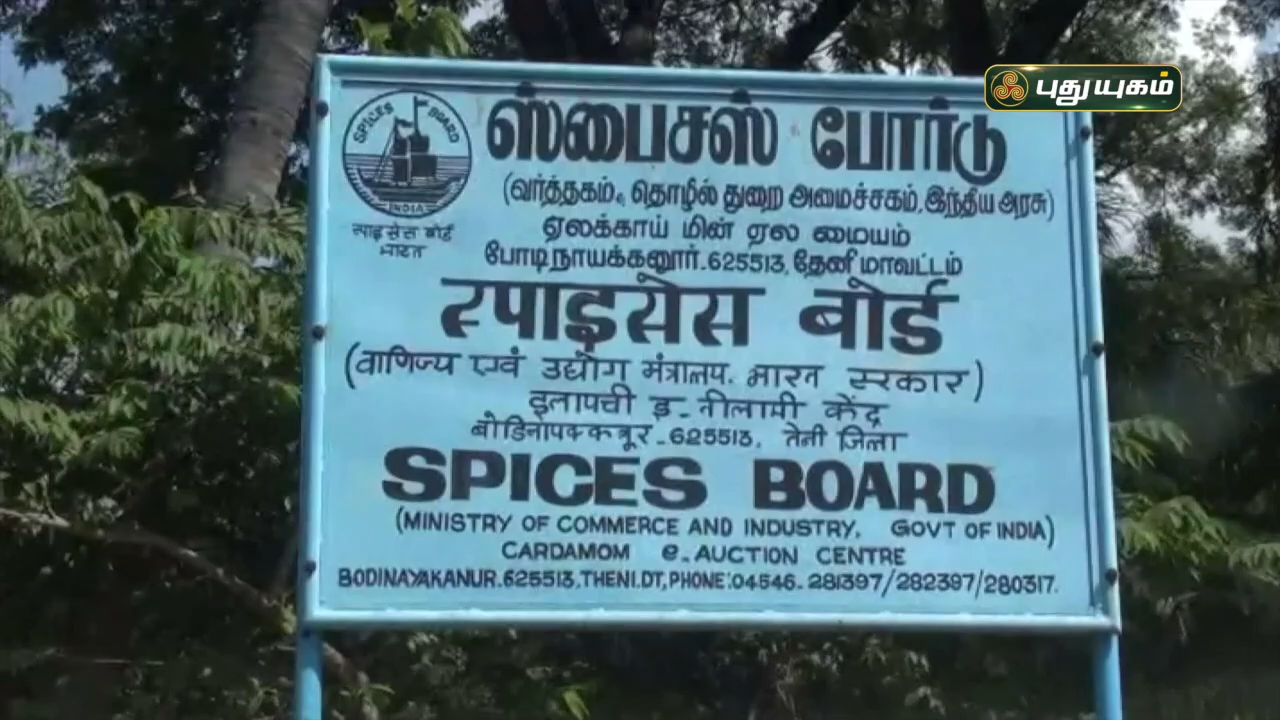 புதுயுகம்
SPICES BOARD
INDIA
स्पाइसेस बोर्ड
भारत
ஸ்பைசஸ் போர்டு
(வர்த்தகம், தொழில் துறை அமைச்சகம், இந்திய அரசு)
ஏலக்காய் மின் ஏல மையம்
போடிநாயக்கனூர்.625513, தேனி மாவட்டம்
स्पाइसेस बोर्ड
(वाणिज्य एवं उद्योग मंत्रालय. भारत सरकार)
इलायची इ-नीलामी केंद्र
बोडिनायक्कनूर-625513, तेनी जिला
SPICES BOARD
(MINISTRY OF COMMERCE AND INDUSTRY, GOVT OF INDIA)
CARDAMOM e-AUCTION CENTRE
BODINAYAKANUR.625513,THENI.DT,PHONE:04546-281397/282397/280317.